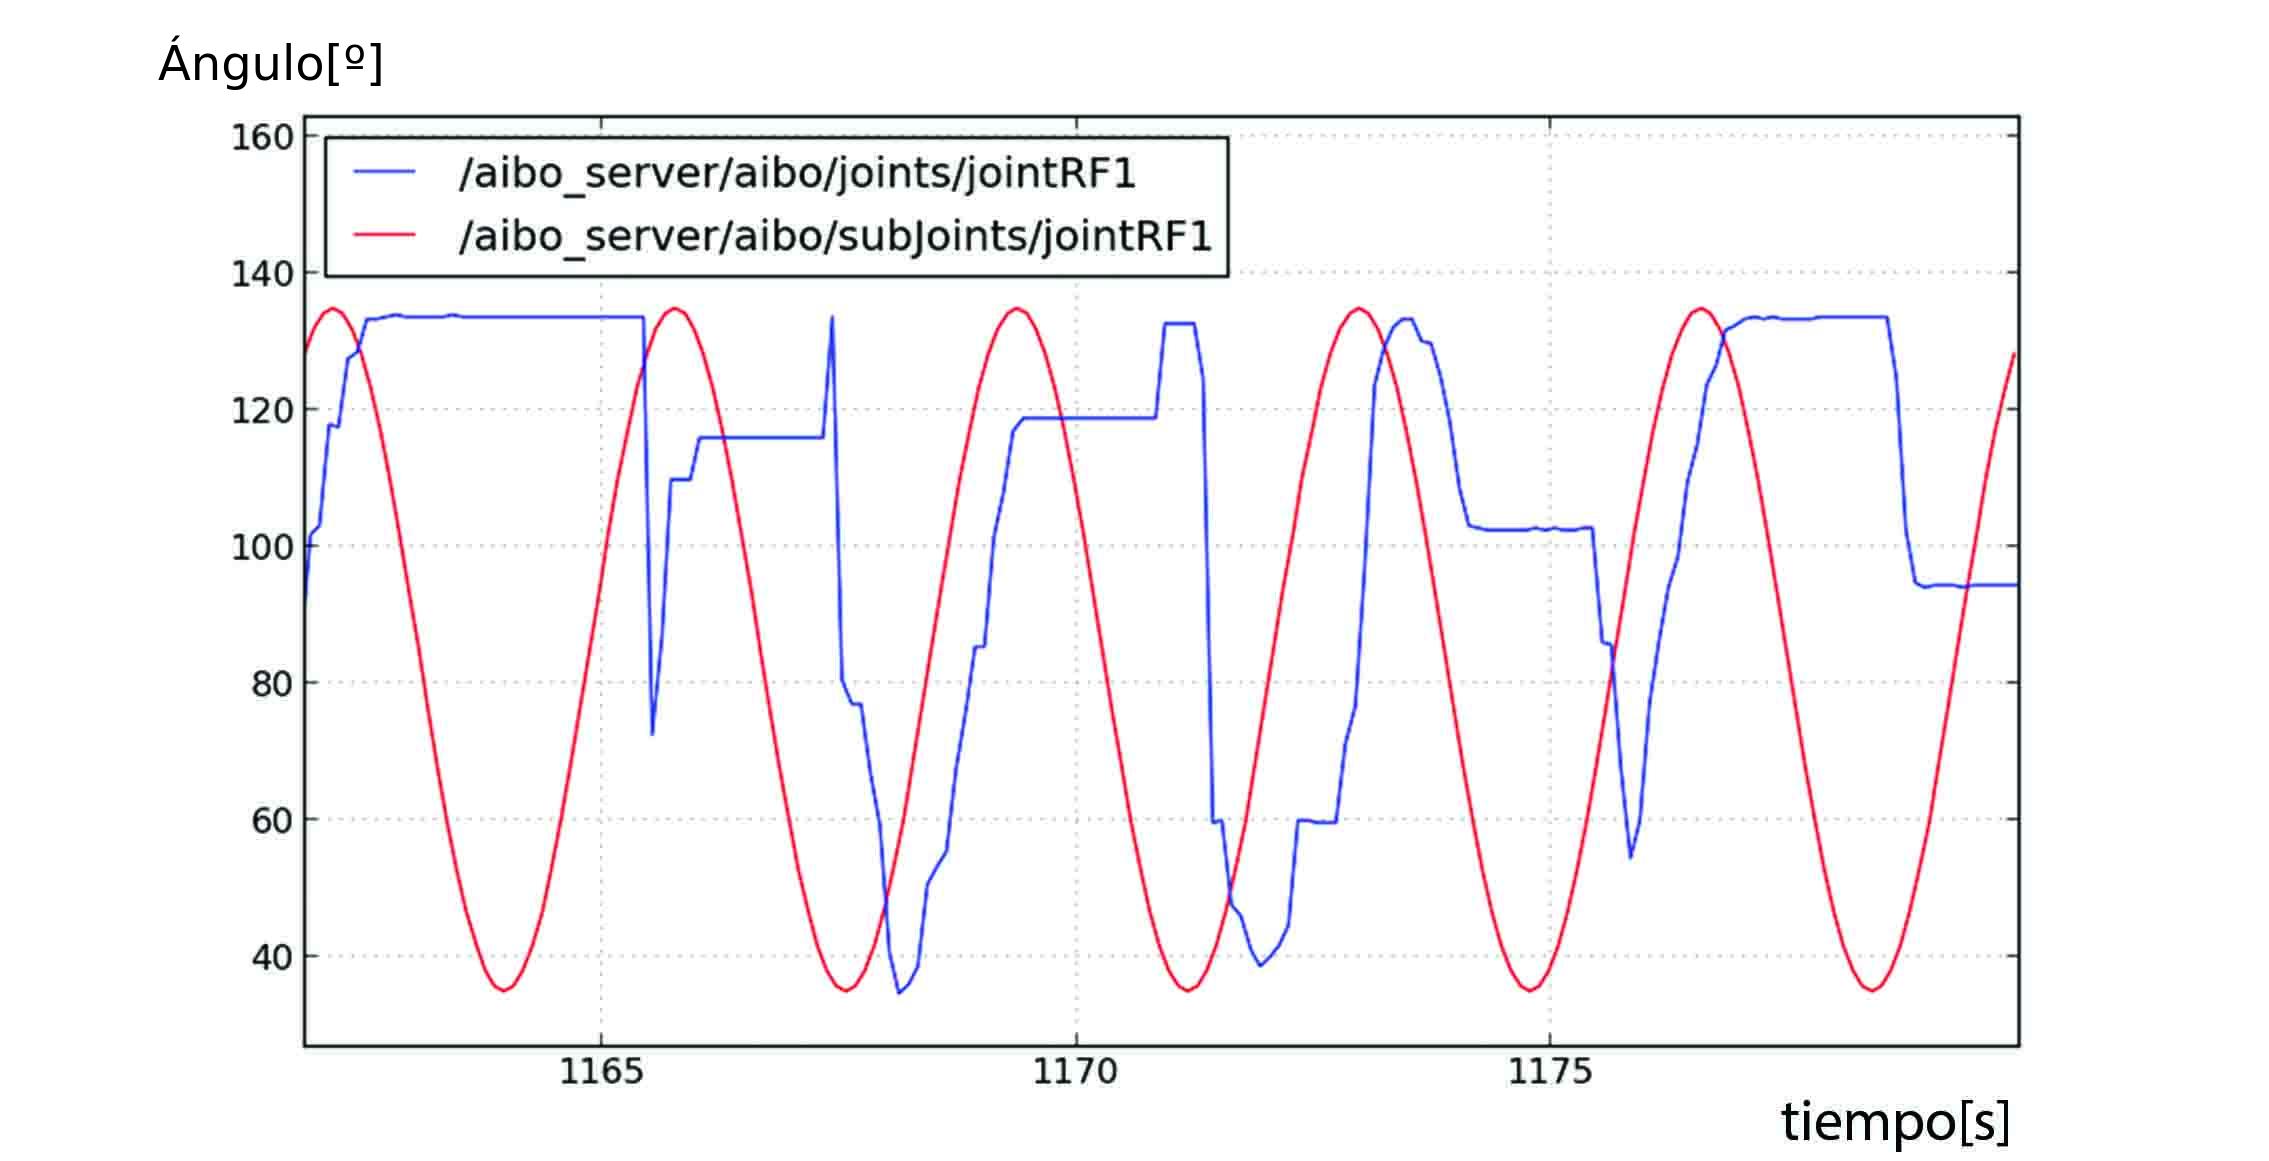 Ángulo[º]
160
/aibo_server/aibo/joints/jointRF1
/aibo_server/aibo/subJoints/jointRF1
140
120
100
80
60
40
1165 1170 1175
tiempo[s]